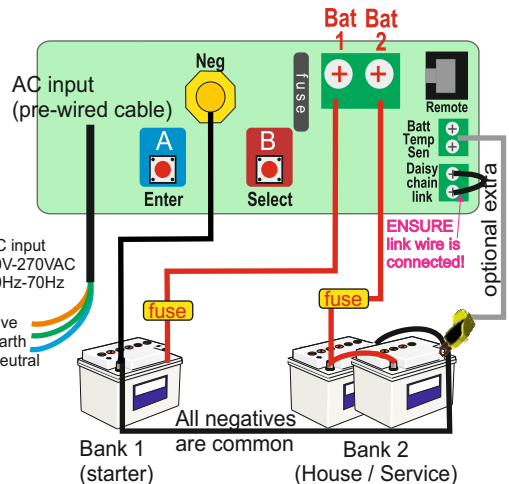 Bat Bat
1 2
Neg
fuse
AC input
(pre-wired cable)
Remote
Batt
Temp
Sen
A
B
Enter
Select
Daisy
chain
link
ENSURE
link wire is
connected!
optional extra
C input
0V-270VAC
0Hz-70Hz
ve
arth
eutral
fuse
fuse
All negatives
are common
Bank 1
(starter)
Bank 2
(House / Service)